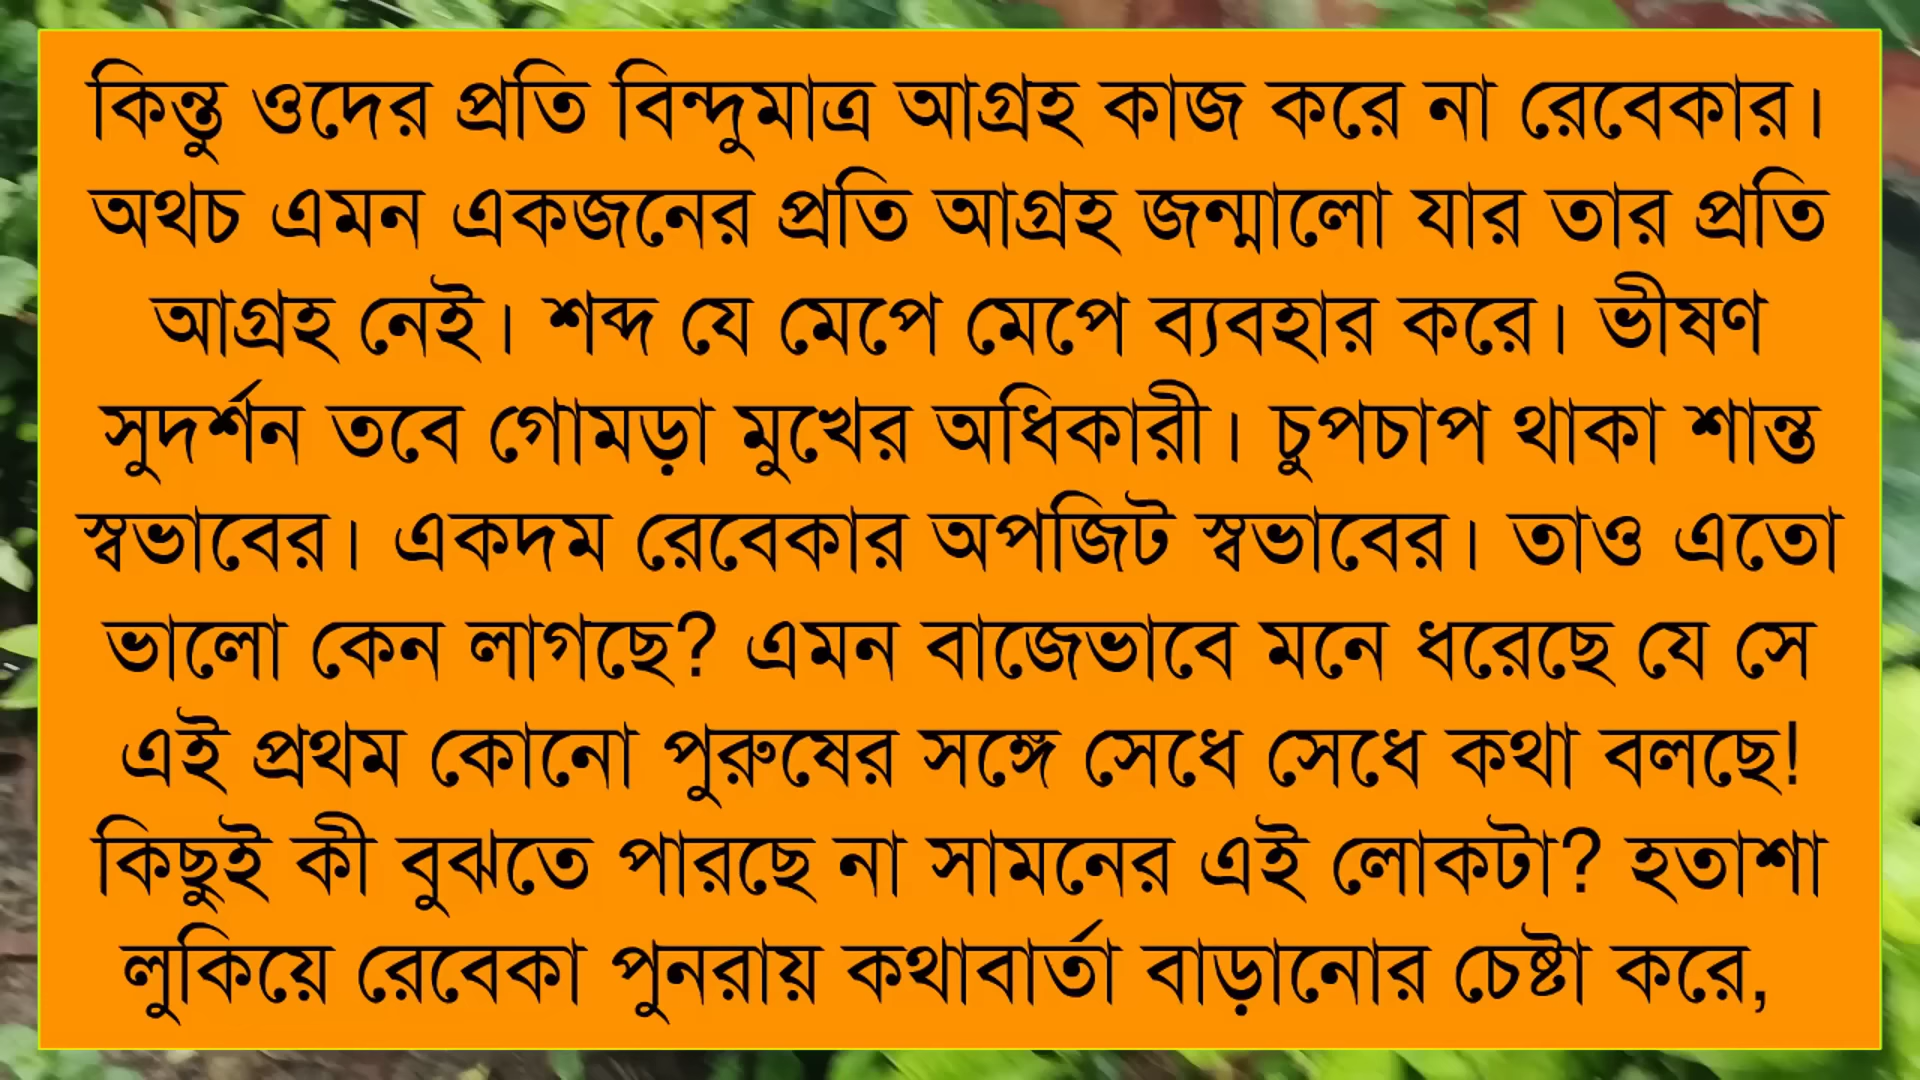 কিন্তু ওদের প্রতি বিন্দুমাত্র আগ্রহ কাজ করে না রেবেকার।
অথচ এমন একজনের প্রতি আগ্রহ জন্মালো যার তার প্রতি
আগ্রহ নেই। শব্দ যে মেপে মেপে ব্যবহার করে। ভীষণ
সুদর্শন তবে গোমড়া মুখের অধিকারী। চুপচাপ থাকা শান্ত
স্বভাবের। একদম রেবেকার অপজিট স্বভাবের। তাও এতো
ভালো কেন লাগছে? এমন বাজেভাবে মনে ধরেছে যে সে
এই প্রথম কোনো পুরুষের সঙ্গে সেধে সেধে কথা বলছে!
কিছুই কী বুঝতে পারছে না সামনের এই লোকটা? হতাশা
লুকিয়ে রেবেকা পুনরায় কথাবার্তা বাড়ানোর চেষ্টা করে,